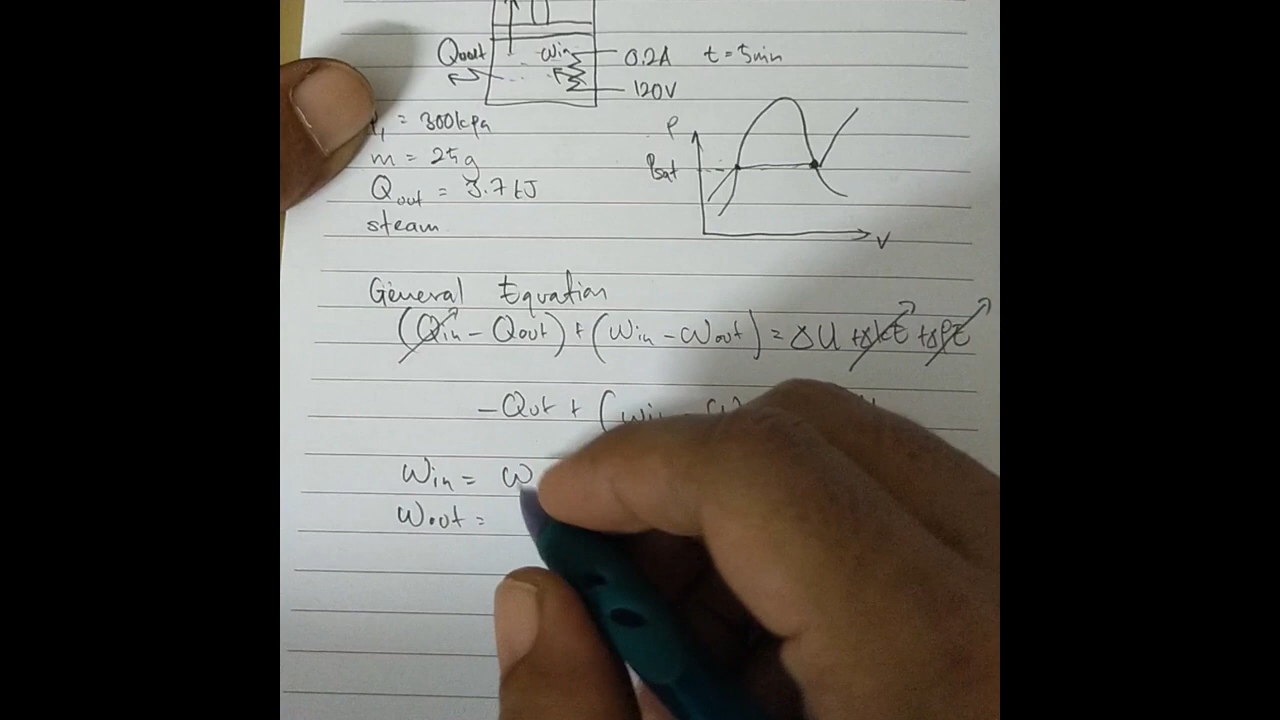 Qout Win 0.2A t = 5min
120V
P₁ = 300kpa
m = 25g
Qout = 3.7kJ
steam
P
Psat
V
General Equation
(Qin - Qout) + (Win - Wout) = ΔU + ΔKE + ΔPE
-Qout + (Win - W
Win = W
Wout =